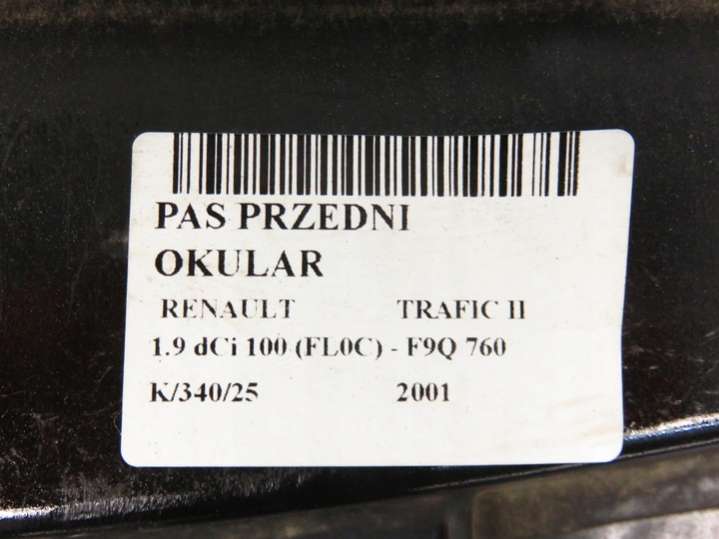 PAS PRZEDNI
OKULAR
RENAULT TRAFIC II
1.9 dCi 100 (FL0C) - F9Q 760
K/340/25 2001